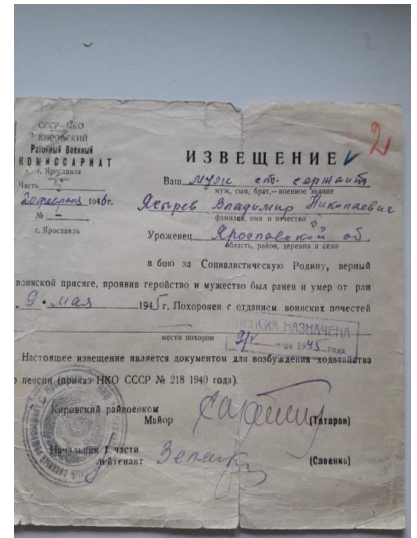 СССР-НКО
КИРОВСКИЙ
Районный Военный
КОМИССАРИАТ
г. Ярославля
Часть
20 февраля 1946 г.
№
г. Ярославль
2
ИЗВЕЩЕНИЕ
Ваш муж ст. сержант
муж, сын, брат,—военное звание
Ястрев Владимир Николаевич
фамилия, имя и отчество
Уроженец Ярославской об.
область, район, деревня и село
в бою за Социалистическую Родину, верный
воинской присяге, проявив геройство и мужество был ранен и умер от ран
9 мая 1945 г. Похоронен с отданием воинских почестей
ПЕНСИЯ НАЗНАЧЕНА
1945 года
место похорон
Настоящее извещение является документом для возбуждения ходатайства
о пенсии (приказ НКО СССР № 218 1940 года).
Кировский райвоенком
Майор (Татаров)
Начальник 1 части
лейтенант (Савенко)